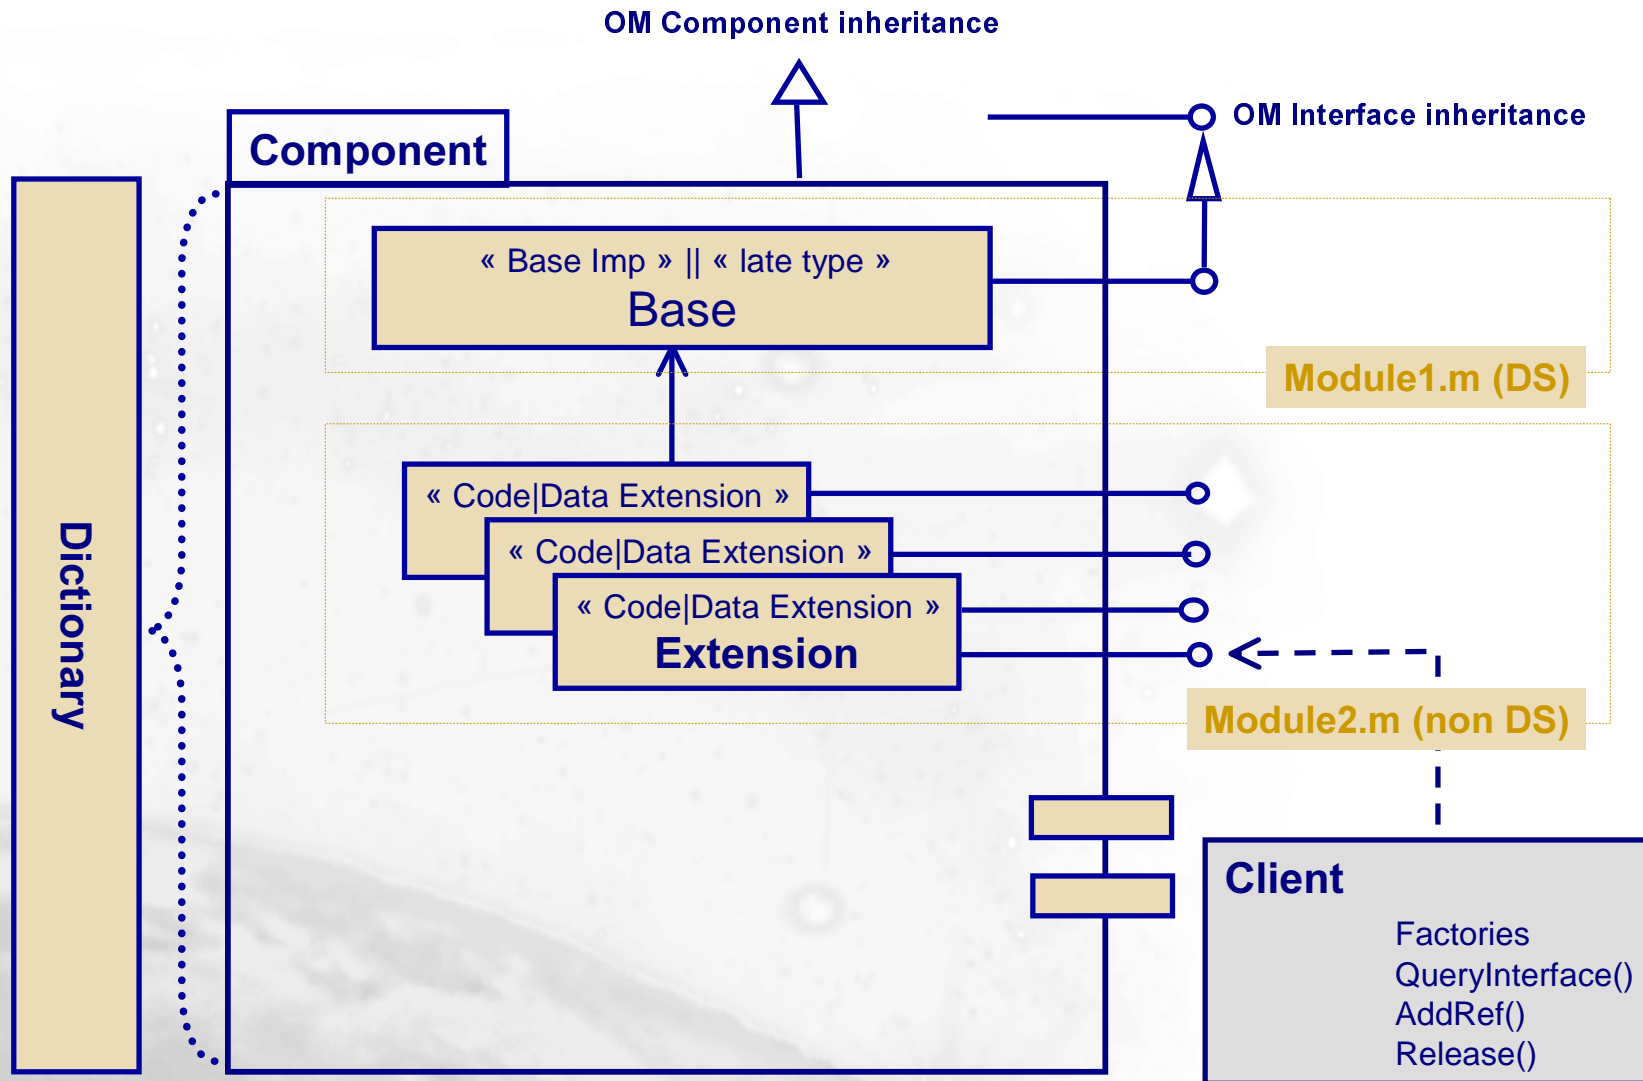 OM Component inheritance
OM Interface inheritance
Component
« Base Imp » || « late type »
Base
Module1.m (DS)
« Code|Data Extension »
« Code|Data Extension »
« Code|Data Extension »
Extension
Module2.m (non DS)
Dictionary
Client
Factories
QueryInterface()
AddRef()
Release()